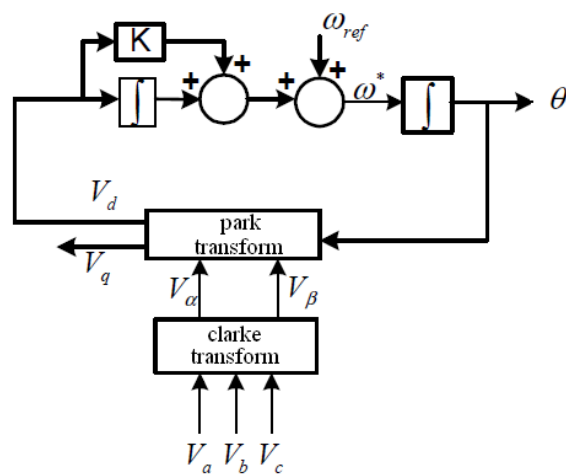 K
+
+
∫
+
+
ω_ref
ω*
∫
θ
V_d
V_q
park
transform
V_α
V_β
clarke
transform
V_a V_b V_c